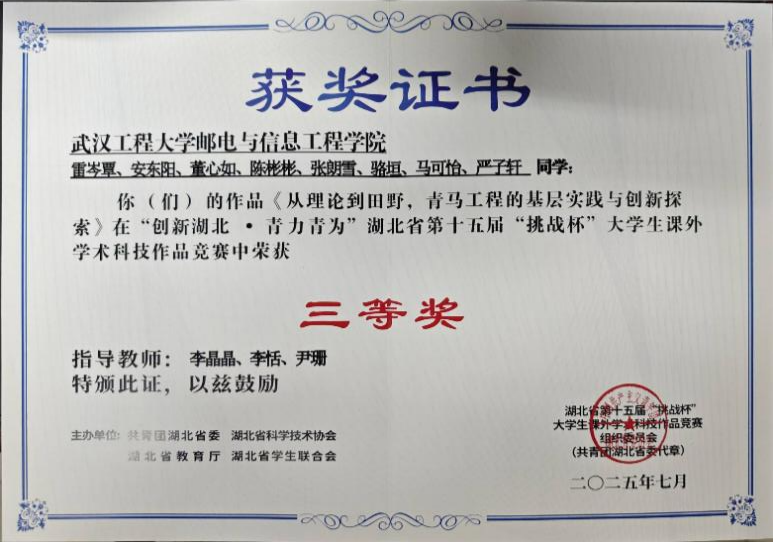 获奖证书
武汉工程大学邮电与信息工程学院
雷岑覃、安东阳、董心如、陈彬彬、张朗雪、骆垣、马可怡、严子轩 同学：
你（们）的作品《从理论到田野，青马工程的基层实践与创新探
索》在“创新湖北 · 青力青为”湖北省第十五届“挑战杯”大学生课外
学术科技作品竞赛中荣获
三等奖
指导教师： 李晶晶、李恬、尹珊
特颁此证，以兹鼓励
主办单位： 共青团湖北省委 湖北省科学技术协会
湖北省教育厅 湖北省学生联合会
湖北省第十五届“挑战杯”
大学生课外学术科技作品竞赛
组织委员会
（共青团湖北省委代章）
二〇二五年七月